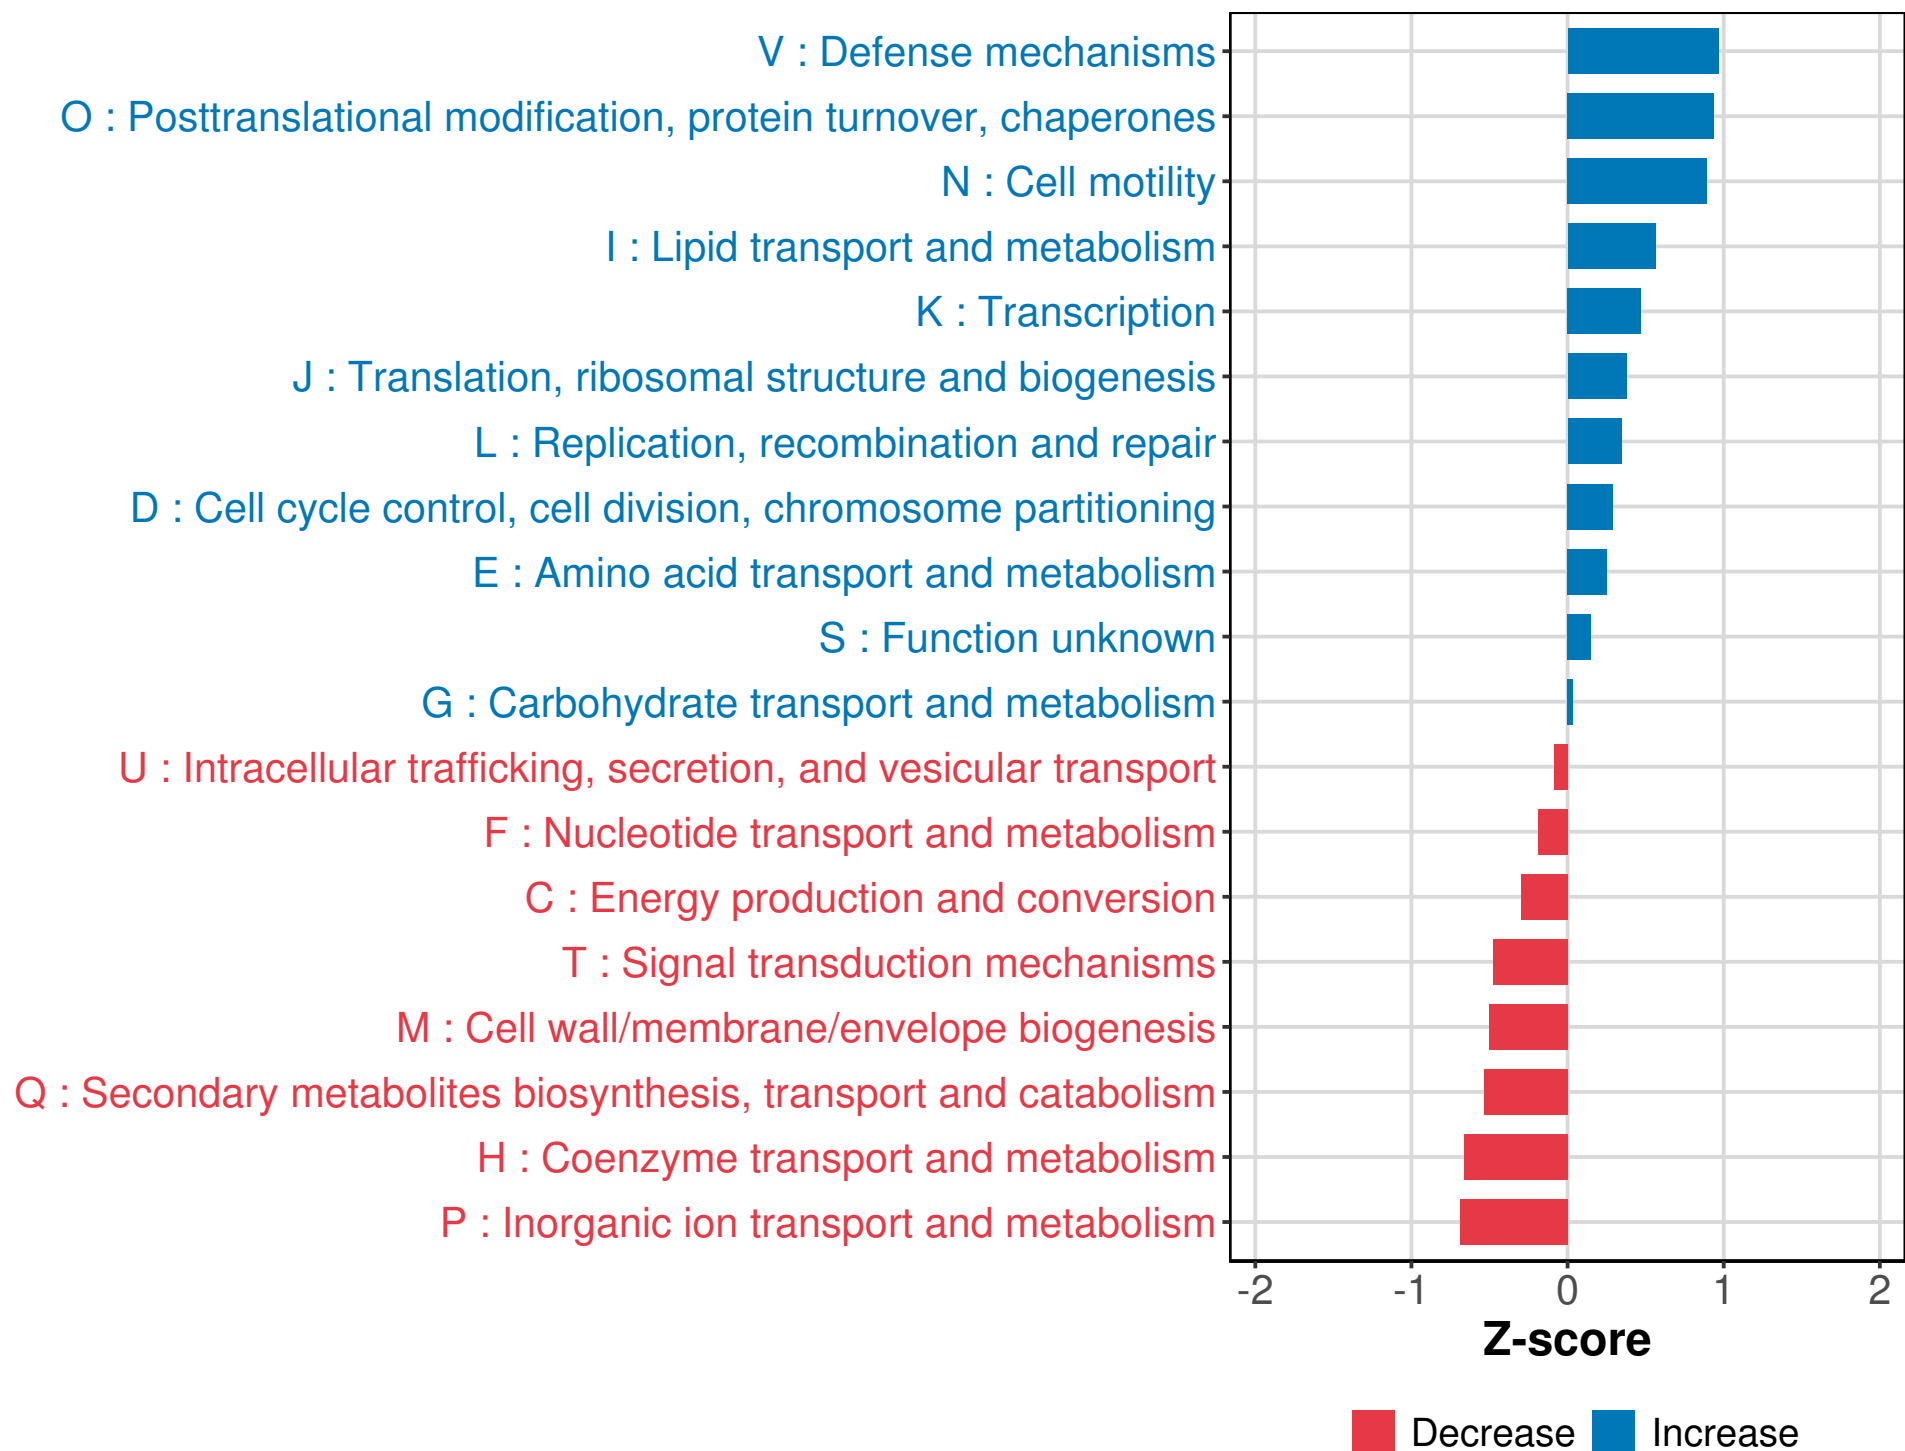 V : Defense mechanisms
O : Posttranslational modification, protein turnover, chaperones
N : Cell motility
I : Lipid transport and metabolism
K : Transcription
J : Translation, ribosomal structure and biogenesis
L : Replication, recombination and repair
D : Cell cycle control, cell division, chromosome partitioning
E : Amino acid transport and metabolism
S : Function unknown
G : Carbohydrate transport and metabolism
U : Intracellular trafficking, secretion, and vesicular transport
F : Nucleotide transport and metabolism
C : Energy production and conversion
T : Signal transduction mechanisms
M : Cell wall/membrane/envelope biogenesis
Q : Secondary metabolites biosynthesis, transport and catabolism
H : Coenzyme transport and metabolism
P : Inorganic ion transport and metabolism
-2 -1 0 1 2
Z-score
Decrease Increase